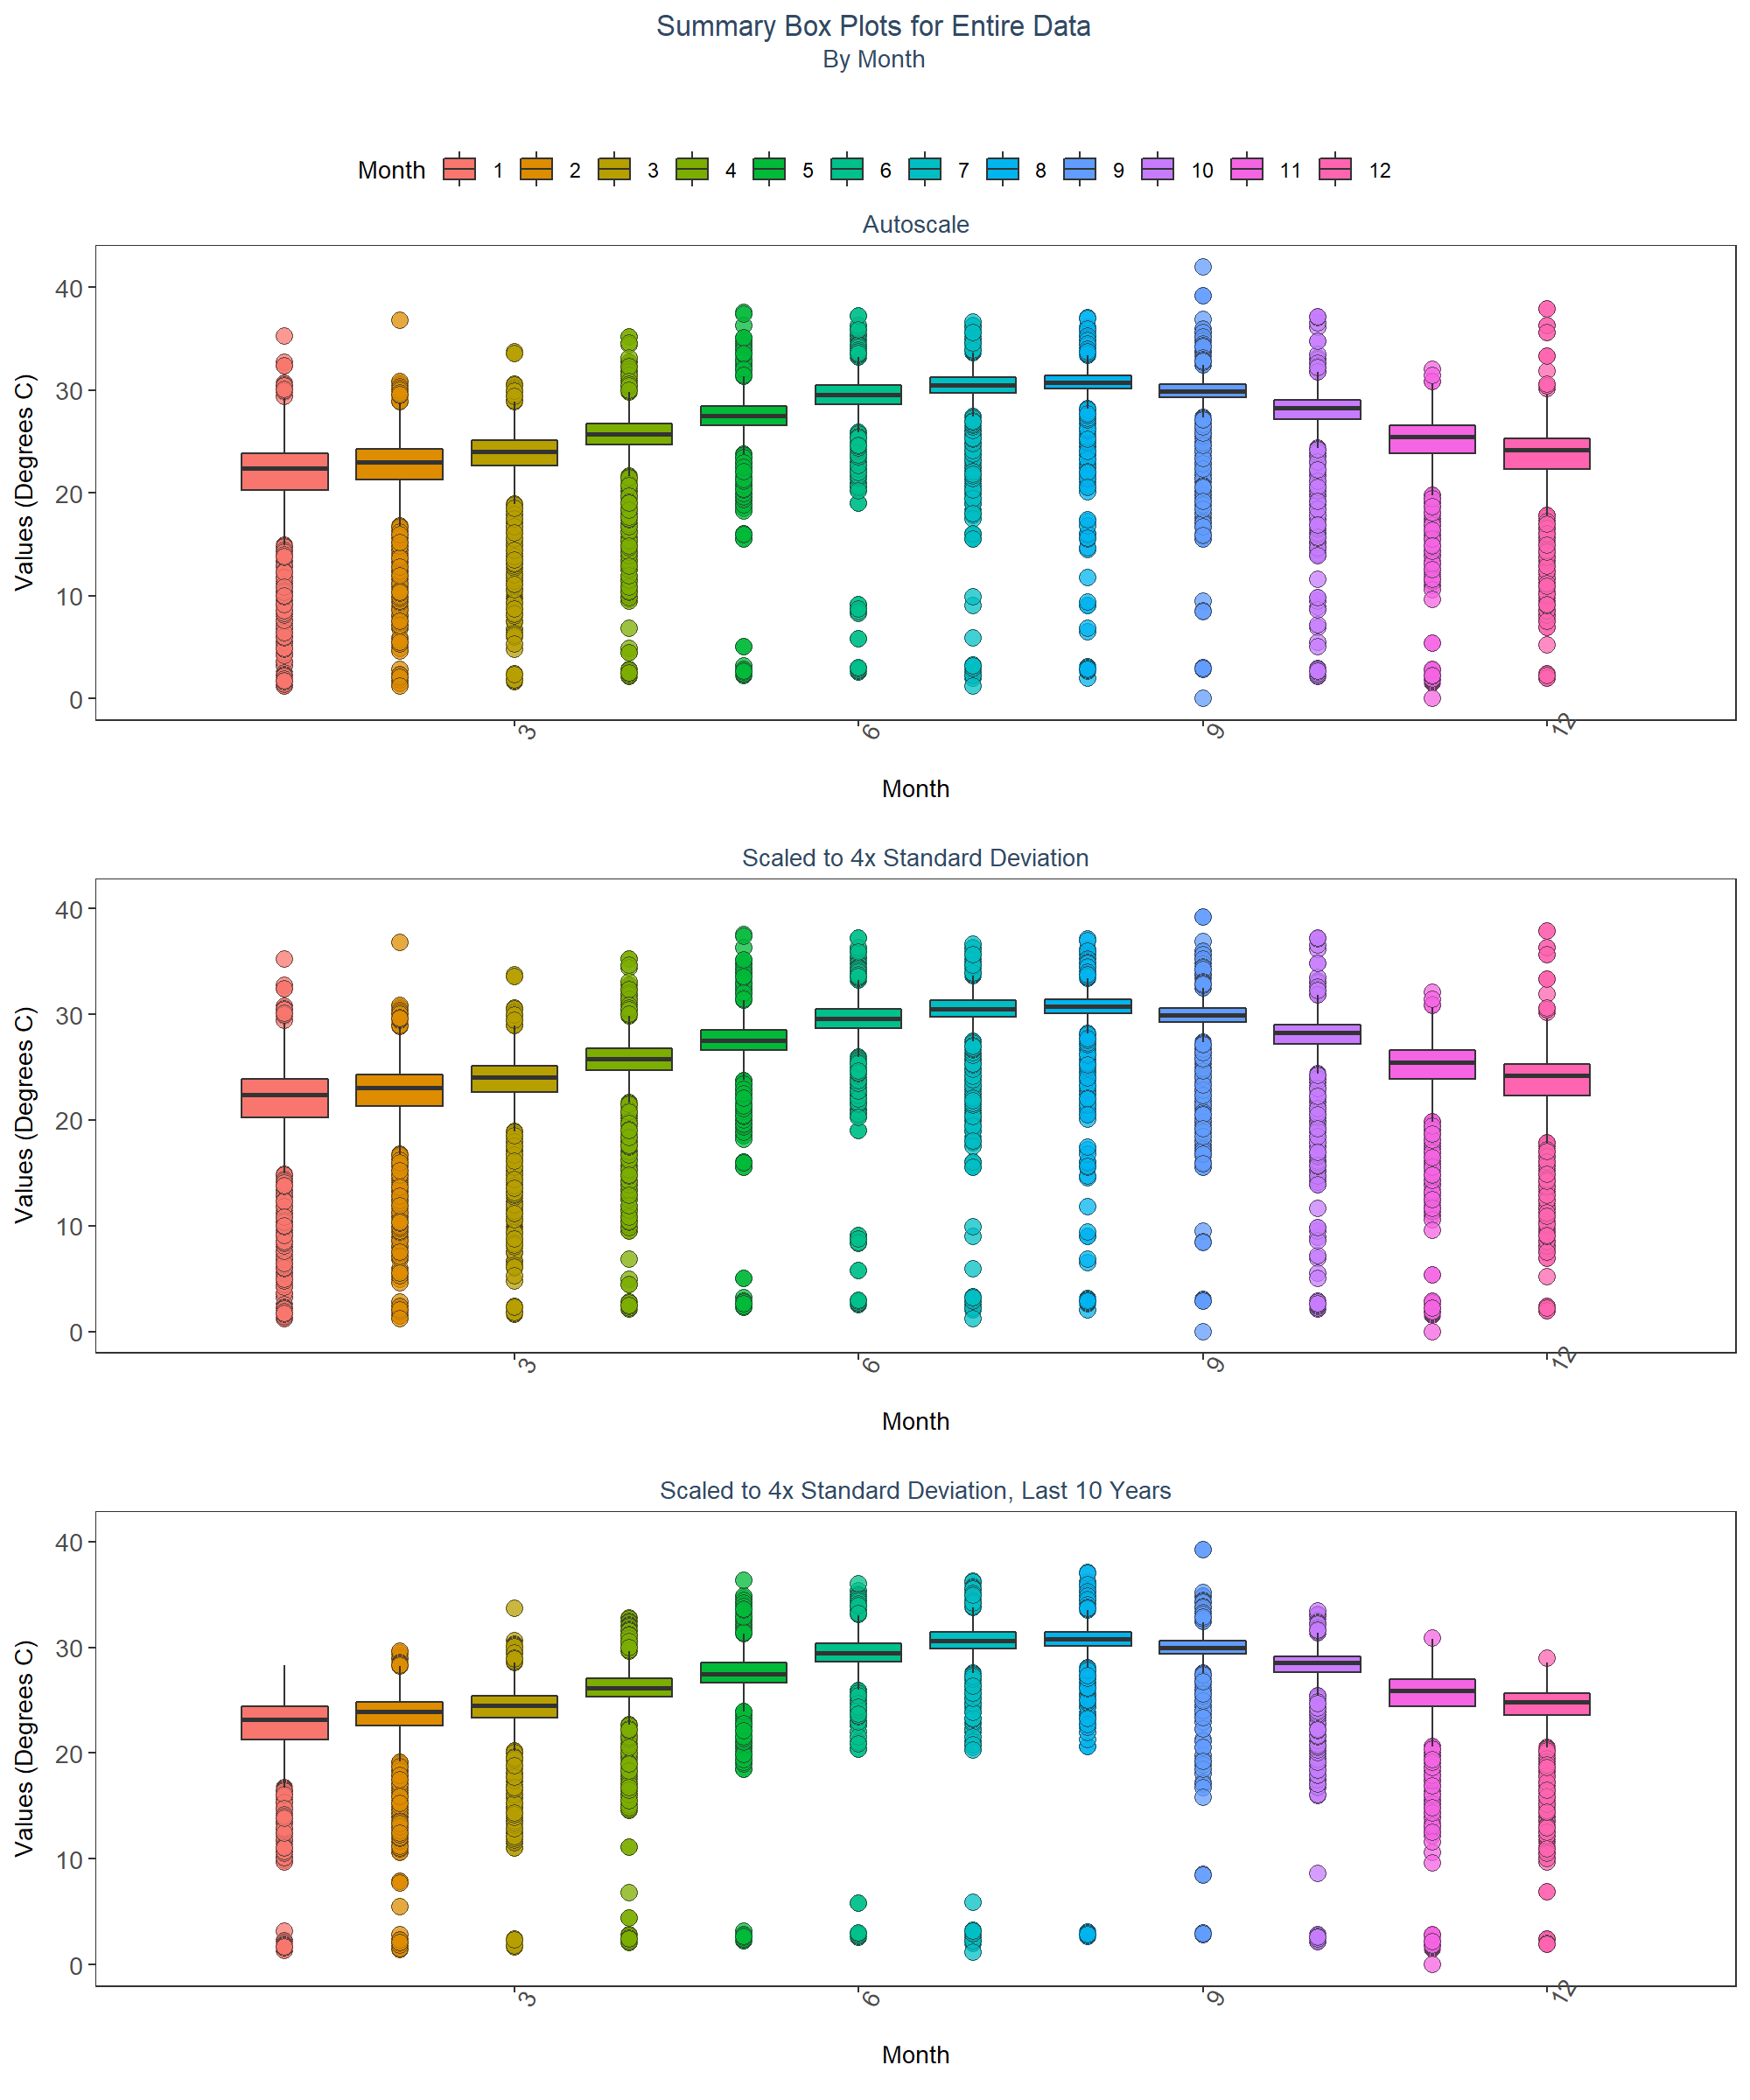 Summary Box Plots for Entire Data
By Month
Month 1 2 3 4 5 6 7 8 9 10 11 12
Autoscale
Values (Degrees C)
40
30
20
10
0
3 6 9 12
Month
Scaled to 4x Standard Deviation
Values (Degrees C)
40
30
20
10
0
3 6 9 12
Month
Scaled to 4x Standard Deviation, Last 10 Years
Values (Degrees C)
40
30
20
10
0
3 6 9 12
Month